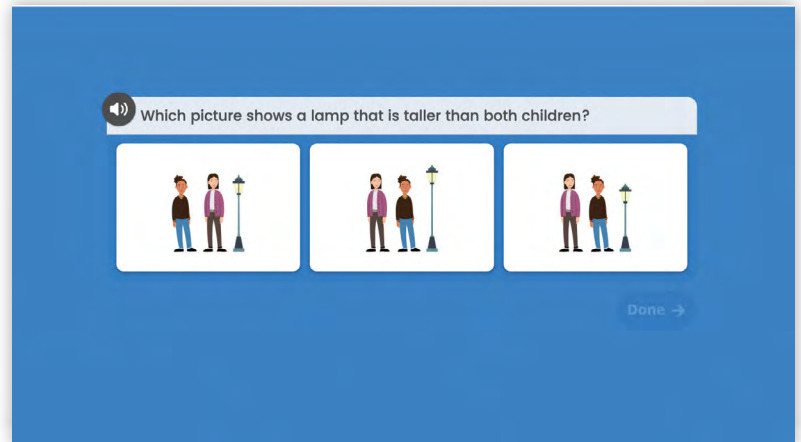 Which picture shows a lamp that is taller than both children?
Done →